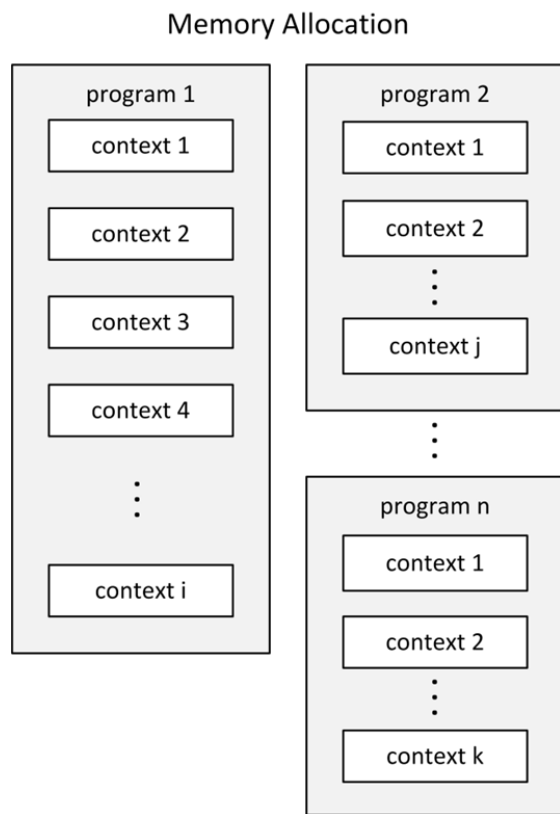 Memory Allocation
program 1
context 1
context 2
context 3
context 4
⋮
context i
program 2
context 1
context 2
⋮
context j
⋮
program n
context 1
context 2
⋮
context k